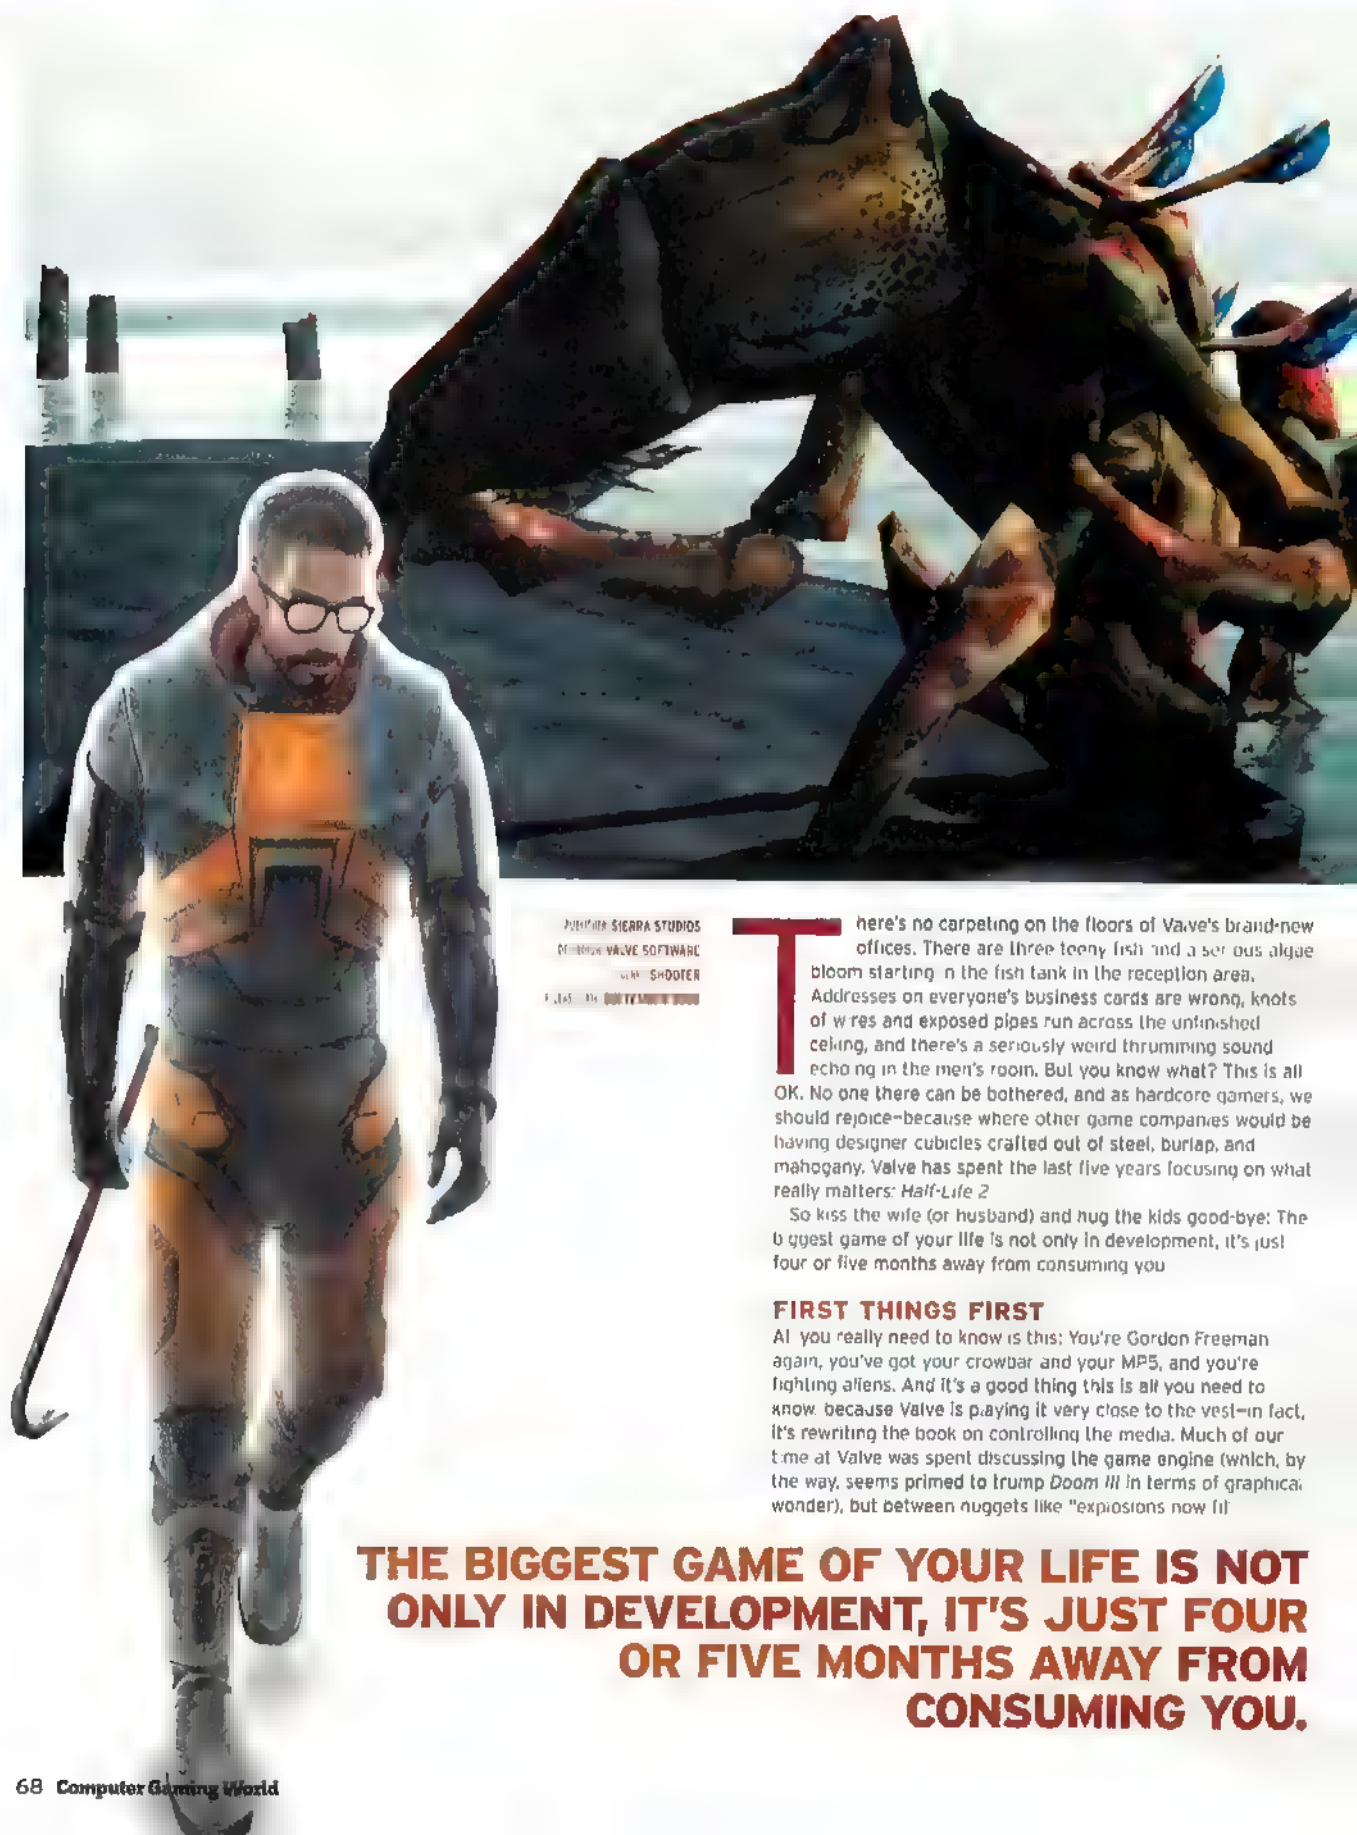 PUBLISHER SIERRA STUDIOS
DEVELOPER VALVE SOFTWARE
GENRE SHOOTER
There's no carpeting on the floors of Valve's brand-new
offices. There are three teeny fish and a serious algae
bloom starting in the fish tank in the reception area.
Addresses on everyone's business cards are wrong, knots
of wires and exposed pipes run across the unfinished
ceiling, and there's a seriously weird thrumming sound
echoing in the men's room. But you know what? This is all
OK. No one there can be bothered, and as hardcore gamers, we
should rejoice—because where other game companies would be
having designer cubicles crafted out of steel, burlap, and
mahogany, Valve has spent the last five years focusing on what
really matters: Half-Life 2
So kiss the wife (or husband) and hug the kids good-bye: The
biggest game of your life is not only in development, it's just
four or five months away from consuming you
FIRST THINGS FIRST
All you really need to know is this: You're Gordon Freeman
again, you've got your crowbar and your MP5, and you're
fighting aliens. And it's a good thing this is all you need to
know, because Valve is playing it very close to the vest—in fact,
it's rewriting the book on controlling the media. Much of our
time at Valve was spent discussing the game engine (which, by
the way, seems primed to trump Doom III in terms of graphical
wonder), but between nuggets like "explosions now fill
THE BIGGEST GAME OF YOUR LIFE IS NOT
ONLY IN DEVELOPMENT, IT'S JUST FOUR
OR FIVE MONTHS AWAY FROM
CONSUMING YOU.
68 Computer Gaming World